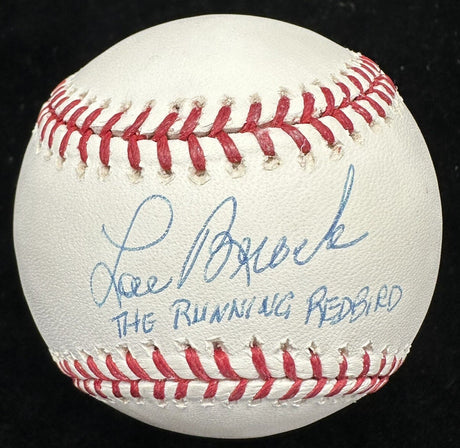 Lou Brock
THE RUNNING REDBIRD